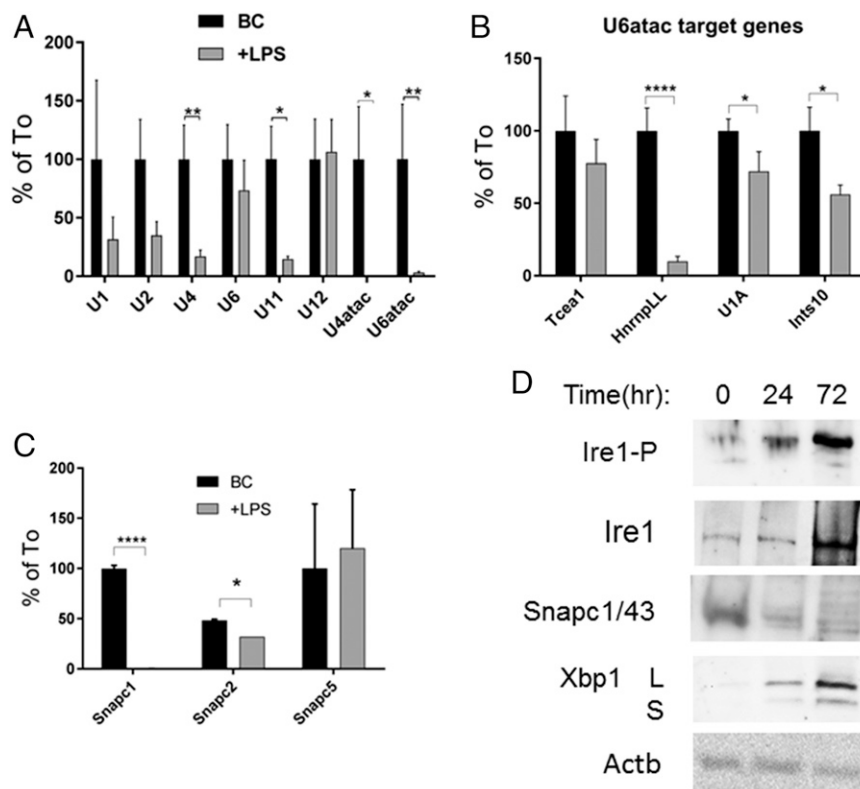 A
BC
+LPS
% of To
200
150
100
50
0
**
*
*
**
U1
U2
U4
U6
U11
U12
U4atac
U6atac
B
U6atac target genes
% of To
150
100
50
0
****
*
*
Tcea1
HnrnpLL
U1A
Ints10
C
BC
+LPS
% of To
200
150
100
50
0
****
*
Snapc1
Snapc2
Snapc5
D
Time(hr): 0 24 72
Ire1-P
Ire1
Snapc1/43
Xbp1 L
S
Actb